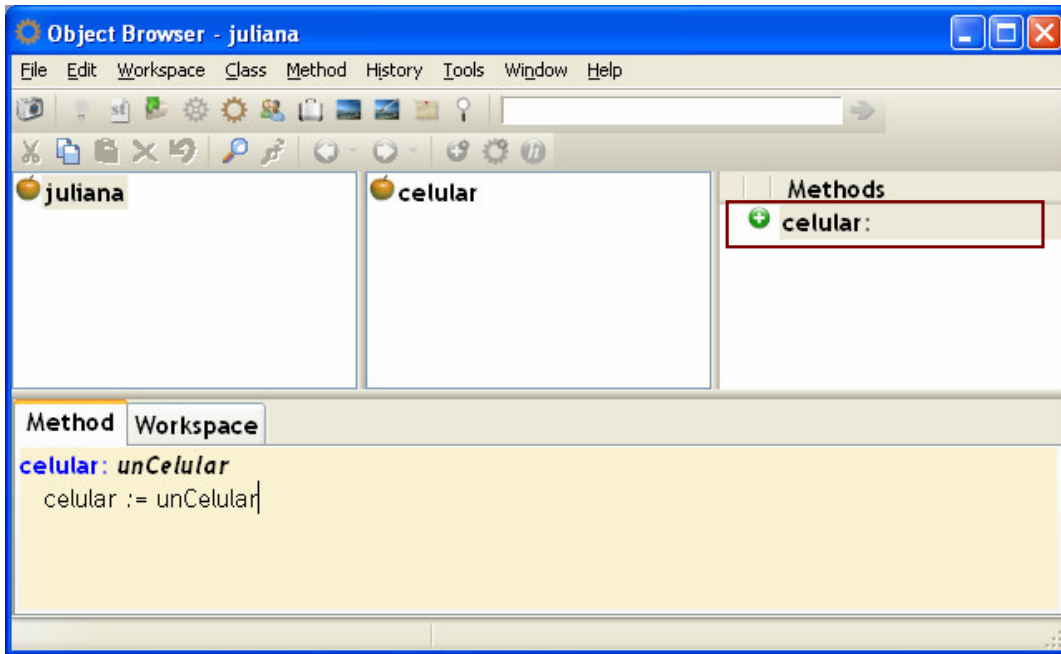 Object Browser - juliana
File Edit Workspace Class Method History Tools Window Help
st
juliana
celular
Methods
celular:
Method Workspace
celular: unCelular
celular := unCelular